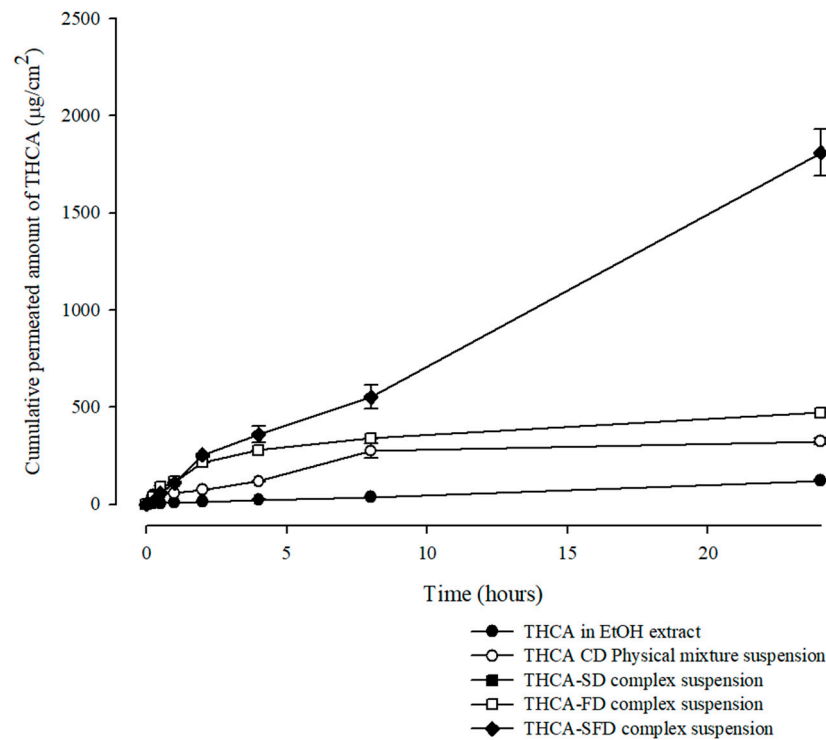 2500
2000
1500
1000
500
0
Cumulative permeated amount of THCA (µg/cm²)
0 5 10 15 20
Time (hours)
THCA in EtOH extract
THCA CD Physical mixture suspension
THCA-SD complex suspension
THCA-FD complex suspension
THCA-SFD complex suspension